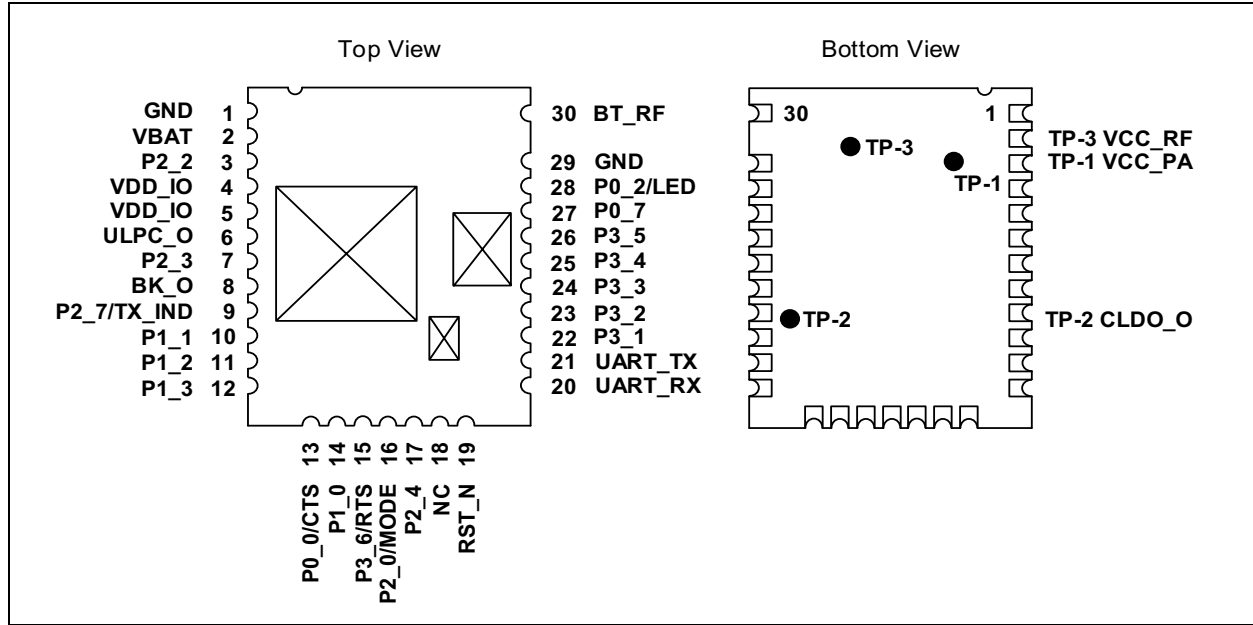 Top View
GND 1
VBAT 2
P2_2 3
VDD_IO 4
VDD_IO 5
ULPC_O 6
P2_3 7
BK_O 8
P2_7/TX_IND 9
P1_1 10
P1_2 11
P1_3 12
13 P0_0/CTS
14 P1_0
15 P3_6/RTS
16 P2_0/MODE
17 P2_4
18 NC
19 RST_N
30 BT_RF
29 GND
28 P0_2/LED
27 P0_7
26 P3_5
25 P3_4
24 P3_3
23 P3_2
22 P3_1
21 UART_TX
20 UART_RX
Bottom View
30
1
TP-3
TP-1
TP-2
TP-3 VCC_RF
TP-1 VCC_PA
TP-2 CLDO_O